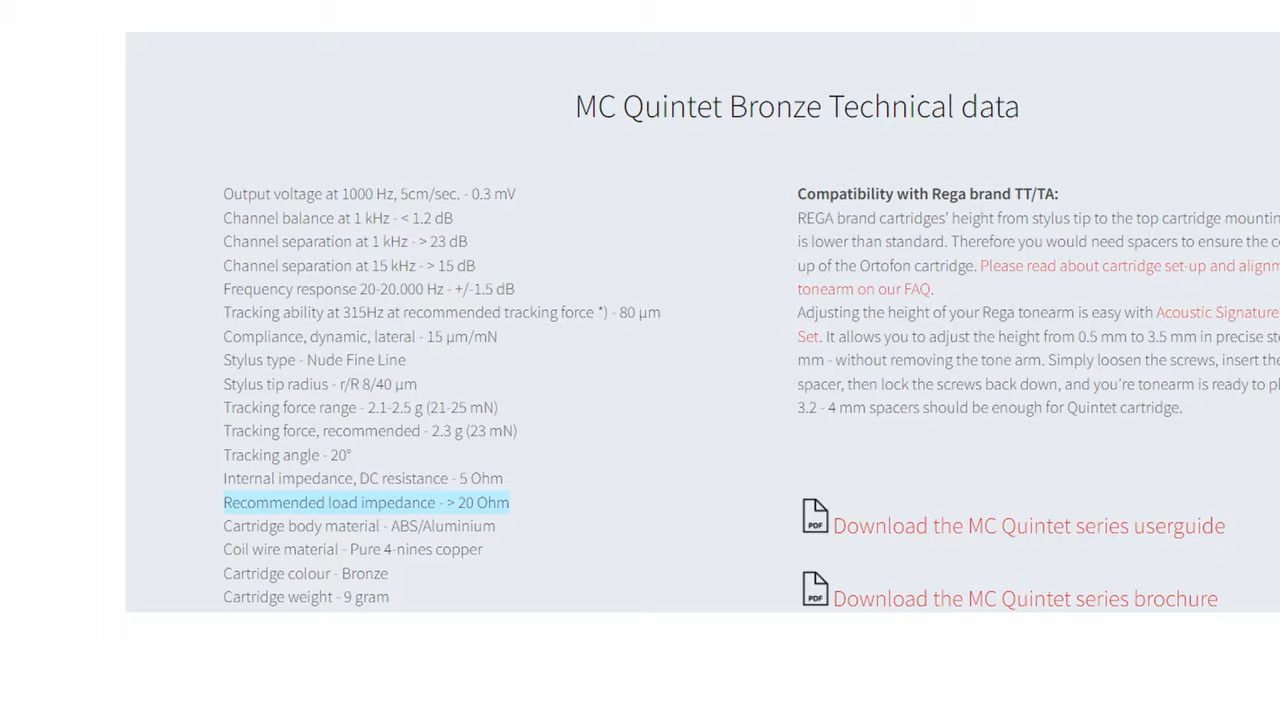 MC Quintet Bronze Technical data
Output voltage at 1000 Hz, 5cm/sec. - 0.3 mV
Channel balance at 1 kHz - < 1.2 dB
Channel separation at 1 kHz - > 23 dB
Channel separation at 15 kHz - > 15 dB
Frequency response 20-20.000 Hz - +/-1.5 dB
Tracking ability at 315Hz at recommended tracking force *) - 80 µm
Compliance, dynamic, lateral - 15 µm/mN
Stylus type - Nude Fine Line
Stylus tip radius - r/R 8/40 µm
Tracking force range - 2.1-2.5 g (21-25 mN)
Tracking force, recommended - 2.3 g (23 mN)
Tracking angle - 20°
Internal impedance, DC resistance - 5 Ohm
Recommended load impedance - > 20 Ohm
Cartridge body material - ABS/Aluminium
Coil wire material - Pure 4-nines copper
Cartridge colour - Bronze
Cartridge weight - 9 gram
Compatibility with Rega brand TT/TA:
REGA brand cartridges' height from stylus tip to the top cartridge
is lower than standard. Therefore you would need spacers to ensure the
up of the Ortofon cartridge. Please read about cartridge set-up and
tonearm on our FAQ.
Adjusting the height of your Rega tonearm is easy with Acoustic Signature
Set. It allows you to adjust the height from 0.5 mm to 3.5 mm in precise
mm - without removing the tone arm. Simply loosen the screws, insert the
spacer, then lock the screws back down, and you're tonearm is ready to
3.2 - 4 mm spacers should be enough for Quintet cartridge.
PDF Download the MC Quintet series userguide
PDF Download the MC Quintet series brochure